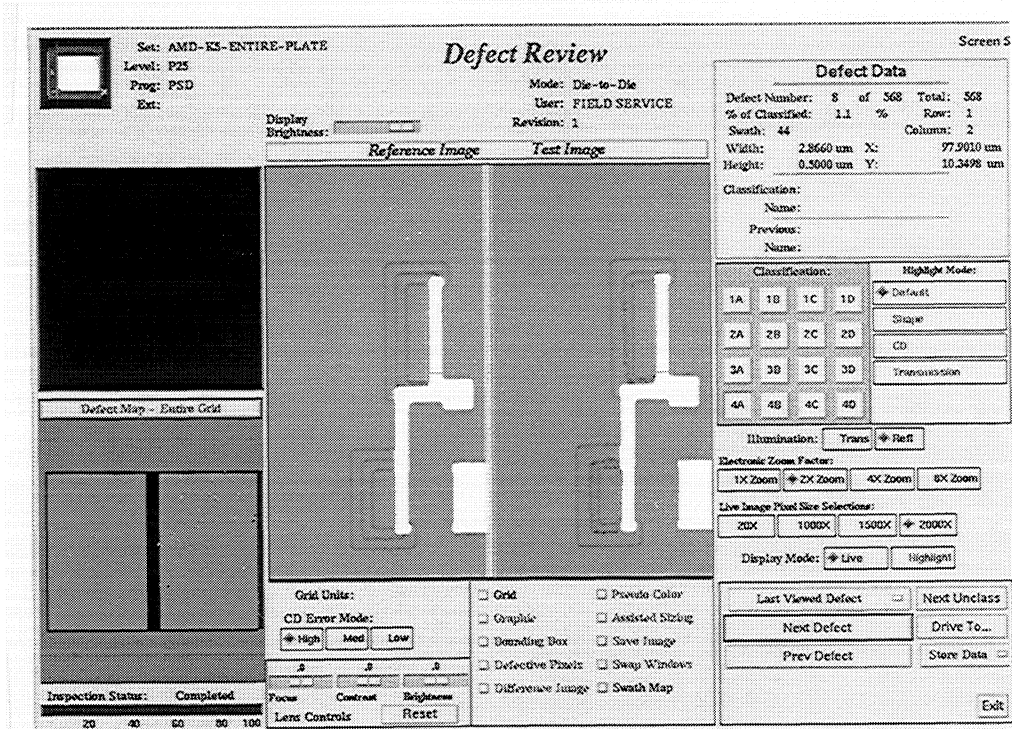 Set: AMD-K5-ENTIRE-PLATE
Level: P25
Prog: PSD
Ext:
Defect Review
Mode: Die-to-Die
User: FIELD SERVICE
Revision: 1
Display
Brightness:
Reference Image Test Image
Screen S
Defect Data
Defect Number: 8 of 568 Total: 568
% of Classified: 1.1 % Row: 1
Swath: 44 Column: 2
Width: 2.8660 um X: 97.9010 um
Height: 0.5000 um Y: 10.3498 um
Classification:
Name:
Previous:
Name:
Classification:
1A 1B 1C 1D
2A 2B 2C 2D
3A 3B 3C 3D
4A 4B 4C 4D
Highlight Mode:
Default
Shape
CD
Transmission
Illumination: Trans Refl
Electronic Zoom Factor:
1X Zoom 2X Zoom 4X Zoom 8X Zoom
Live Image Pixel Size Selections:
20X 1000X 1500X 2000X
Display Mode: Live Highlight
Last Viewed Defect Next Unclass
Next Defect Drive To...
Prev Defect Store Data
Exit
Defect Map - Entire Grid
Inspection Status: Completed
20 40 60 80 100
Grid Units:
CD Error Mode:
High Med Low
.0 .0 .0
Focus Contrast Brightness
Lens Controls Reset
Grid Pseudo Color
Graphic Assisted Sizing
Bounding Box Save Image
Defective Pixels Swap Windows
Difference Image Swath Map